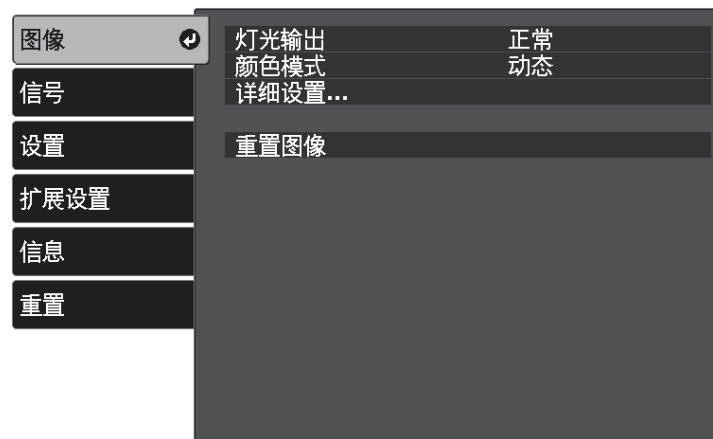 图像
信号
设置
扩展设置
信息
重置
灯光输出 正常
颜色模式 动态
详细设置...
重置图像